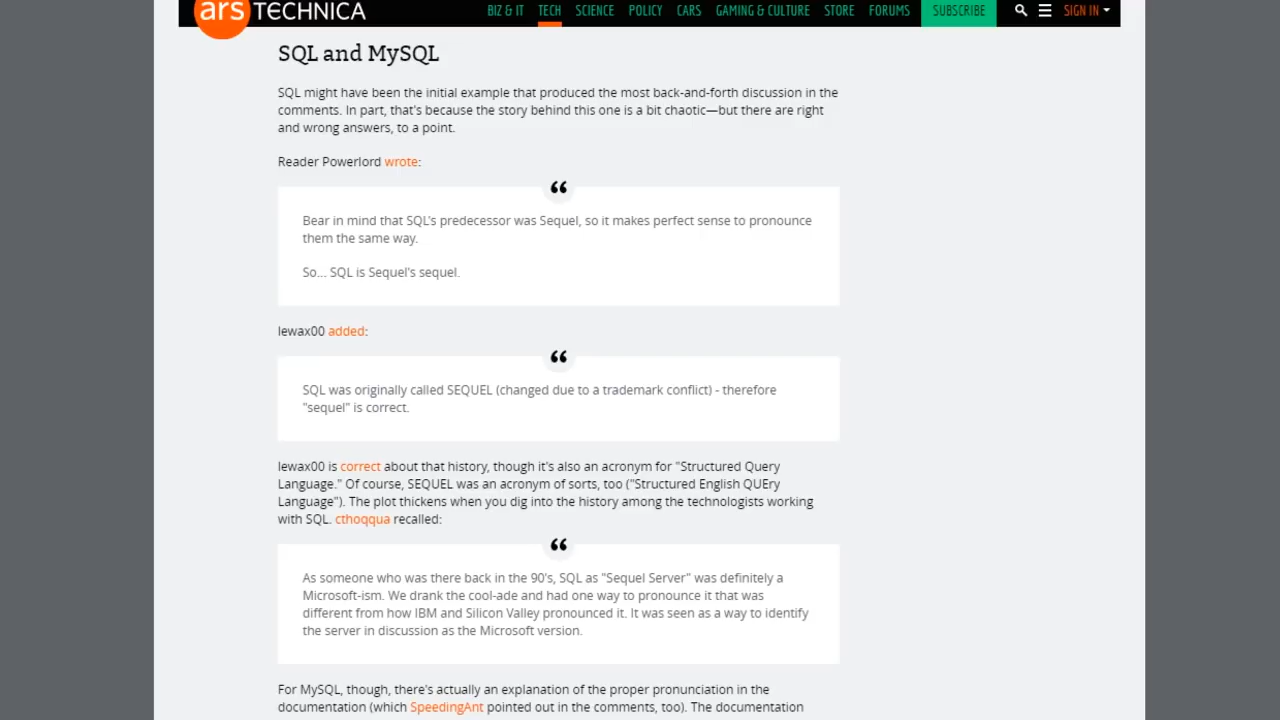 ars TECHNICA BIZ & IT TECH SCIENCE POLICY CARS GAMING & CULTURE STORE FORUMS SUBSCRIBE SIGN IN
SQL and MySQL
SQL might have been the initial example that produced the most back-and-forth discussion in the
comments. In part, that's because the story behind this one is a bit chaotic—but there are right
and wrong answers, to a point.
Reader Powerlord wrote:
“
Bear in mind that SQL's predecessor was Sequel, so it makes perfect sense to pronounce
them the same way.
So... SQL is Sequel's sequel.
lewax00 added:
“
SQL was originally called SEQUEL (changed due to a trademark conflict) - therefore
"sequel" is correct.
lewax00 is correct about that history, though it's also an acronym for "Structured Query
Language." Of course, SEQUEL was an acronym of sorts, too ("Structured English QUEry
Language"). The plot thickens when you dig into the history among the technologists working
with SQL. cthoqqua recalled:
“
As someone who was there back in the 90's, SQL as "Sequel Server" was definitely a
Microsoft-ism. We drank the cool-ade and had one way to pronounce it that was
different from how IBM and Silicon Valley pronounced it. It was seen as a way to identify
the server in discussion as the Microsoft version.
For MySQL, though, there's actually an explanation of the proper pronunciation in the
documentation (which SpeedingAnt pointed out in the comments, too). The documentation